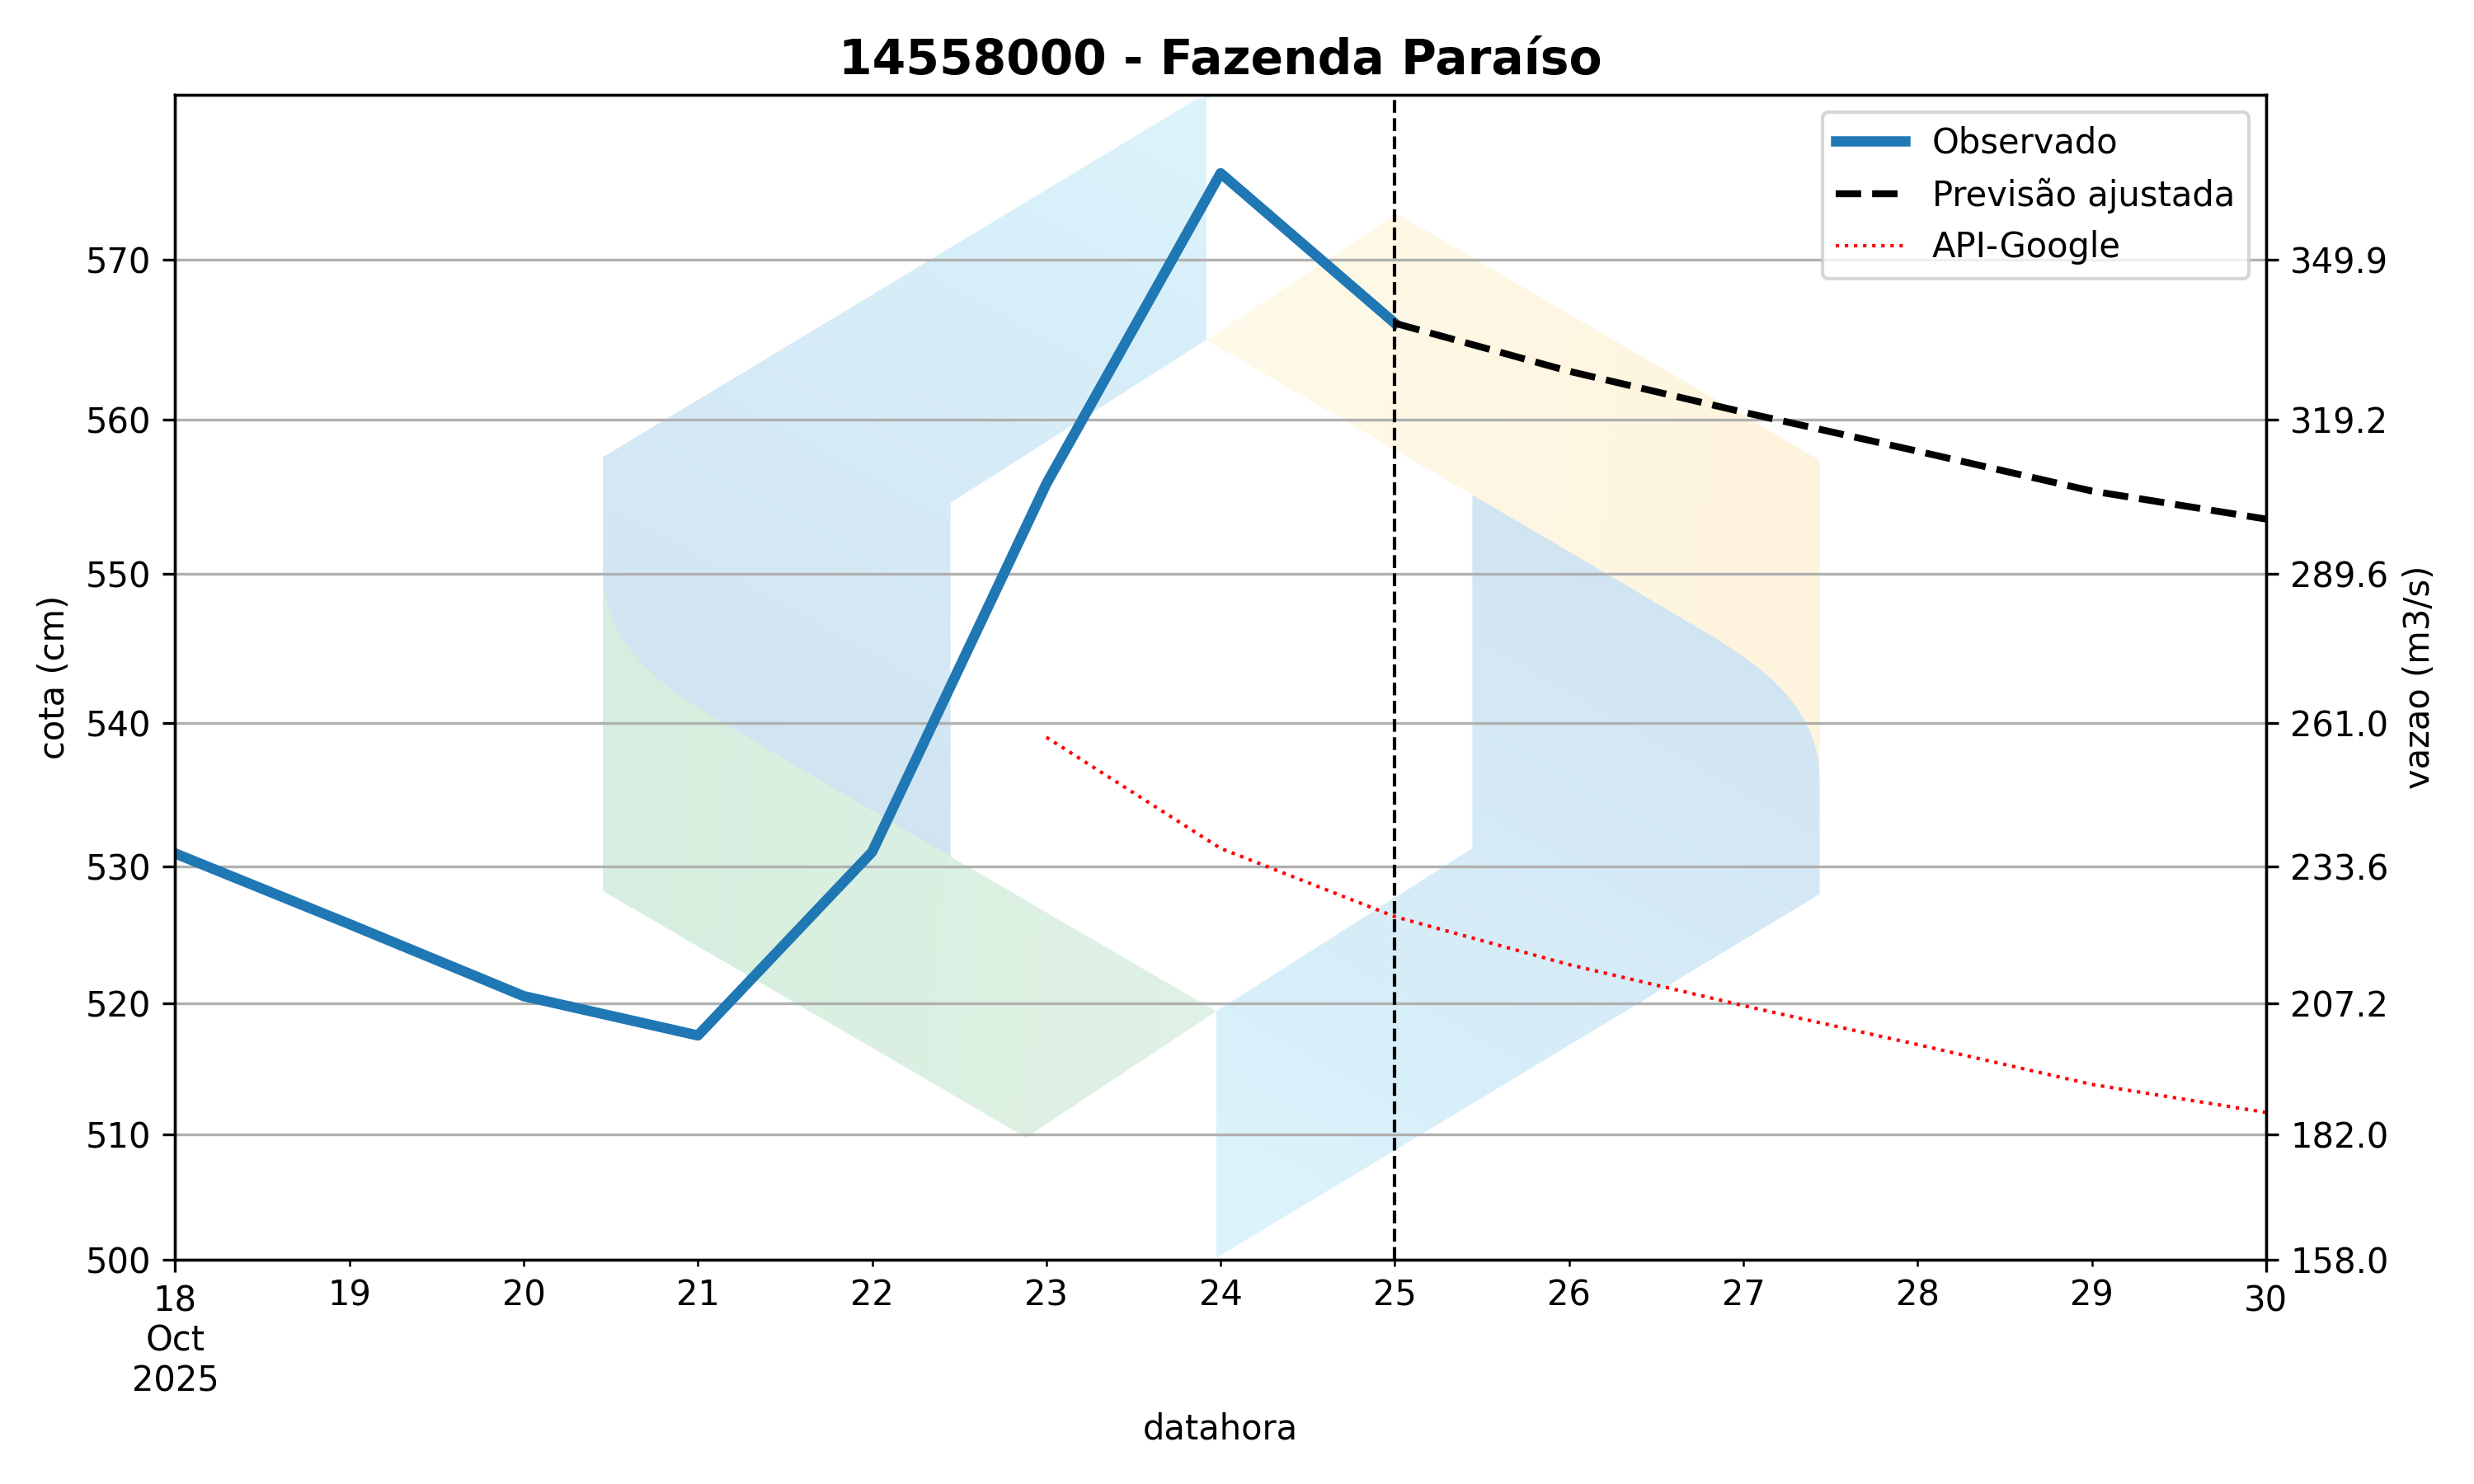 14558000 - Fazenda Paraíso
Observado
Previsão ajustada
API-Google
570
560
550
540
530
520
510
500
cota (cm)
349.9
319.2
289.6
261.0
233.6
207.2
182.0
158.0
vazao (m3/s)
18 19 20 21 22 23 24 25 26 27 28 29 30
Oct
2025
datahora